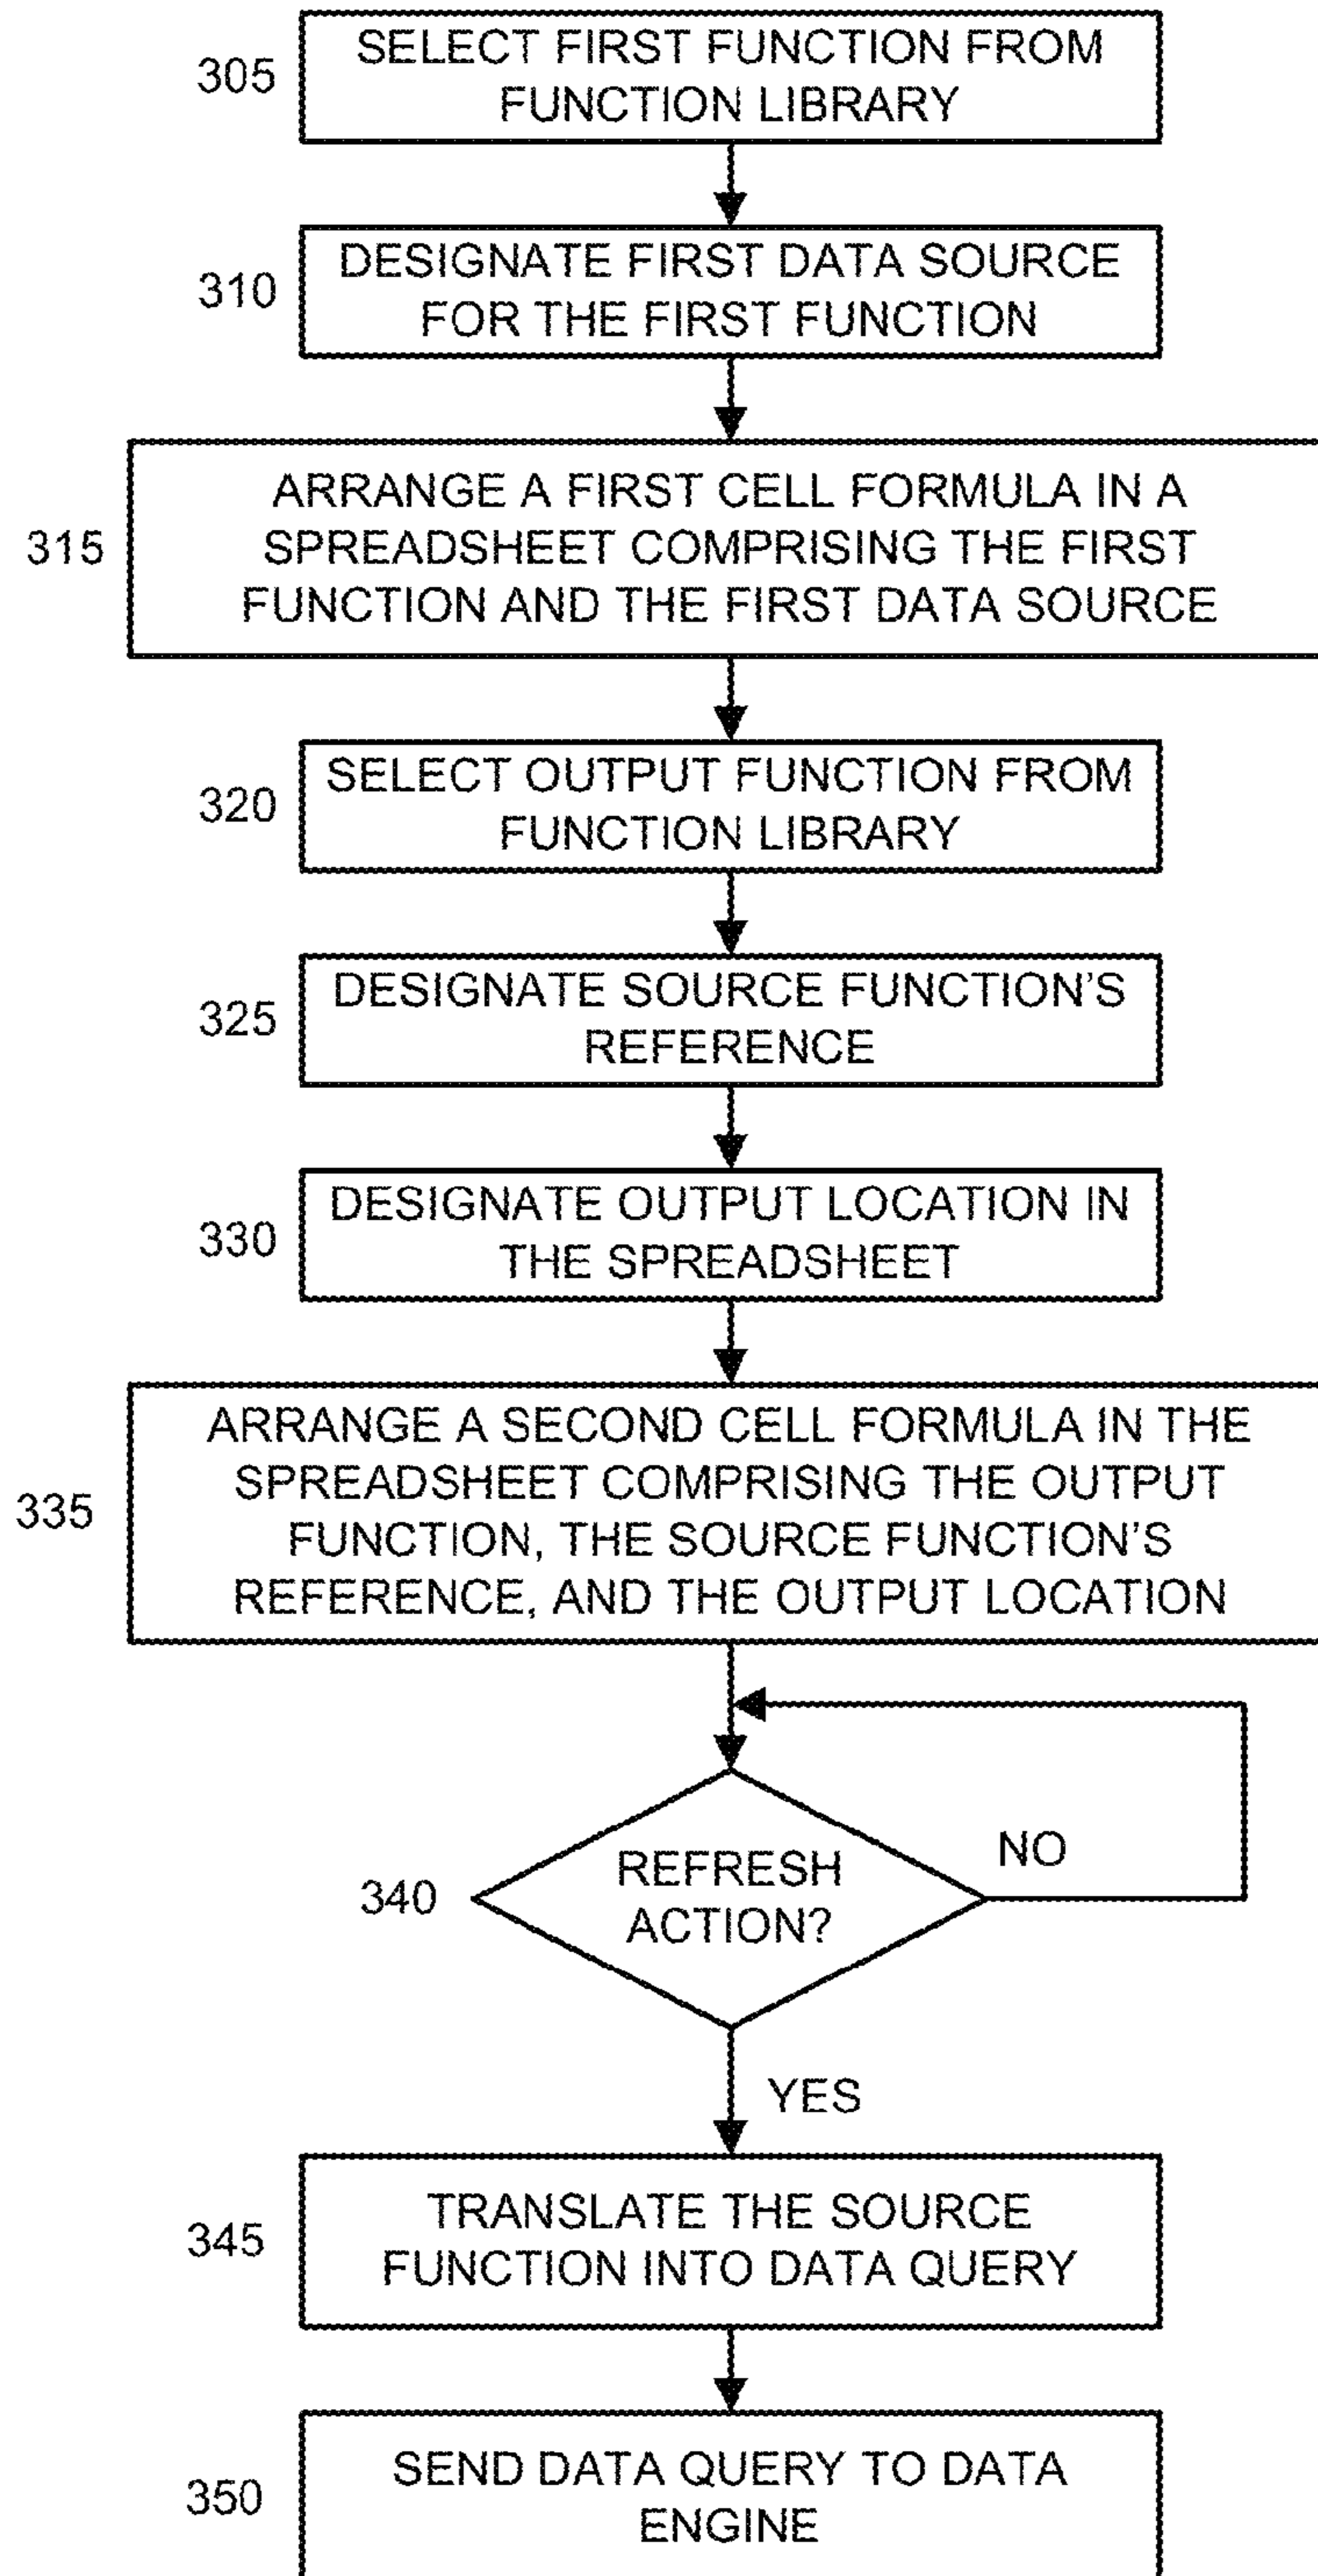 305
SELECT FIRST FUNCTION FROM
FUNCTION LIBRARY
310
DESIGNATE FIRST DATA SOURCE
FOR THE FIRST FUNCTION
315
ARRANGE A FIRST CELL FORMULA IN A
SPREADSHEET COMPRISING THE FIRST
FUNCTION AND THE FIRST DATA SOURCE
320
SELECT OUTPUT FUNCTION FROM
FUNCTION LIBRARY
325
DESIGNATE SOURCE FUNCTION'S
REFERENCE
330
DESIGNATE OUTPUT LOCATION IN
THE SPREADSHEET
335
ARRANGE A SECOND CELL FORMULA IN THE
SPREADSHEET COMPRISING THE OUTPUT
FUNCTION, THE SOURCE FUNCTION'S
REFERENCE, AND THE OUTPUT LOCATION
340
REFRESH
ACTION?
NO
YES
345
TRANSLATE THE SOURCE
FUNCTION INTO DATA QUERY
350
SEND DATA QUERY TO DATA
ENGINE